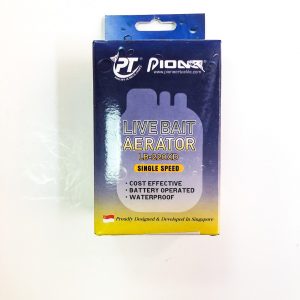 PT
PIONEER
LIVE BAIT
AERATOR
SINGLE SPEED
• COST EFFECTIVE
• BATTERY OPERATED
• WATERPROOF
Proudly Designed & Developed In Singapore